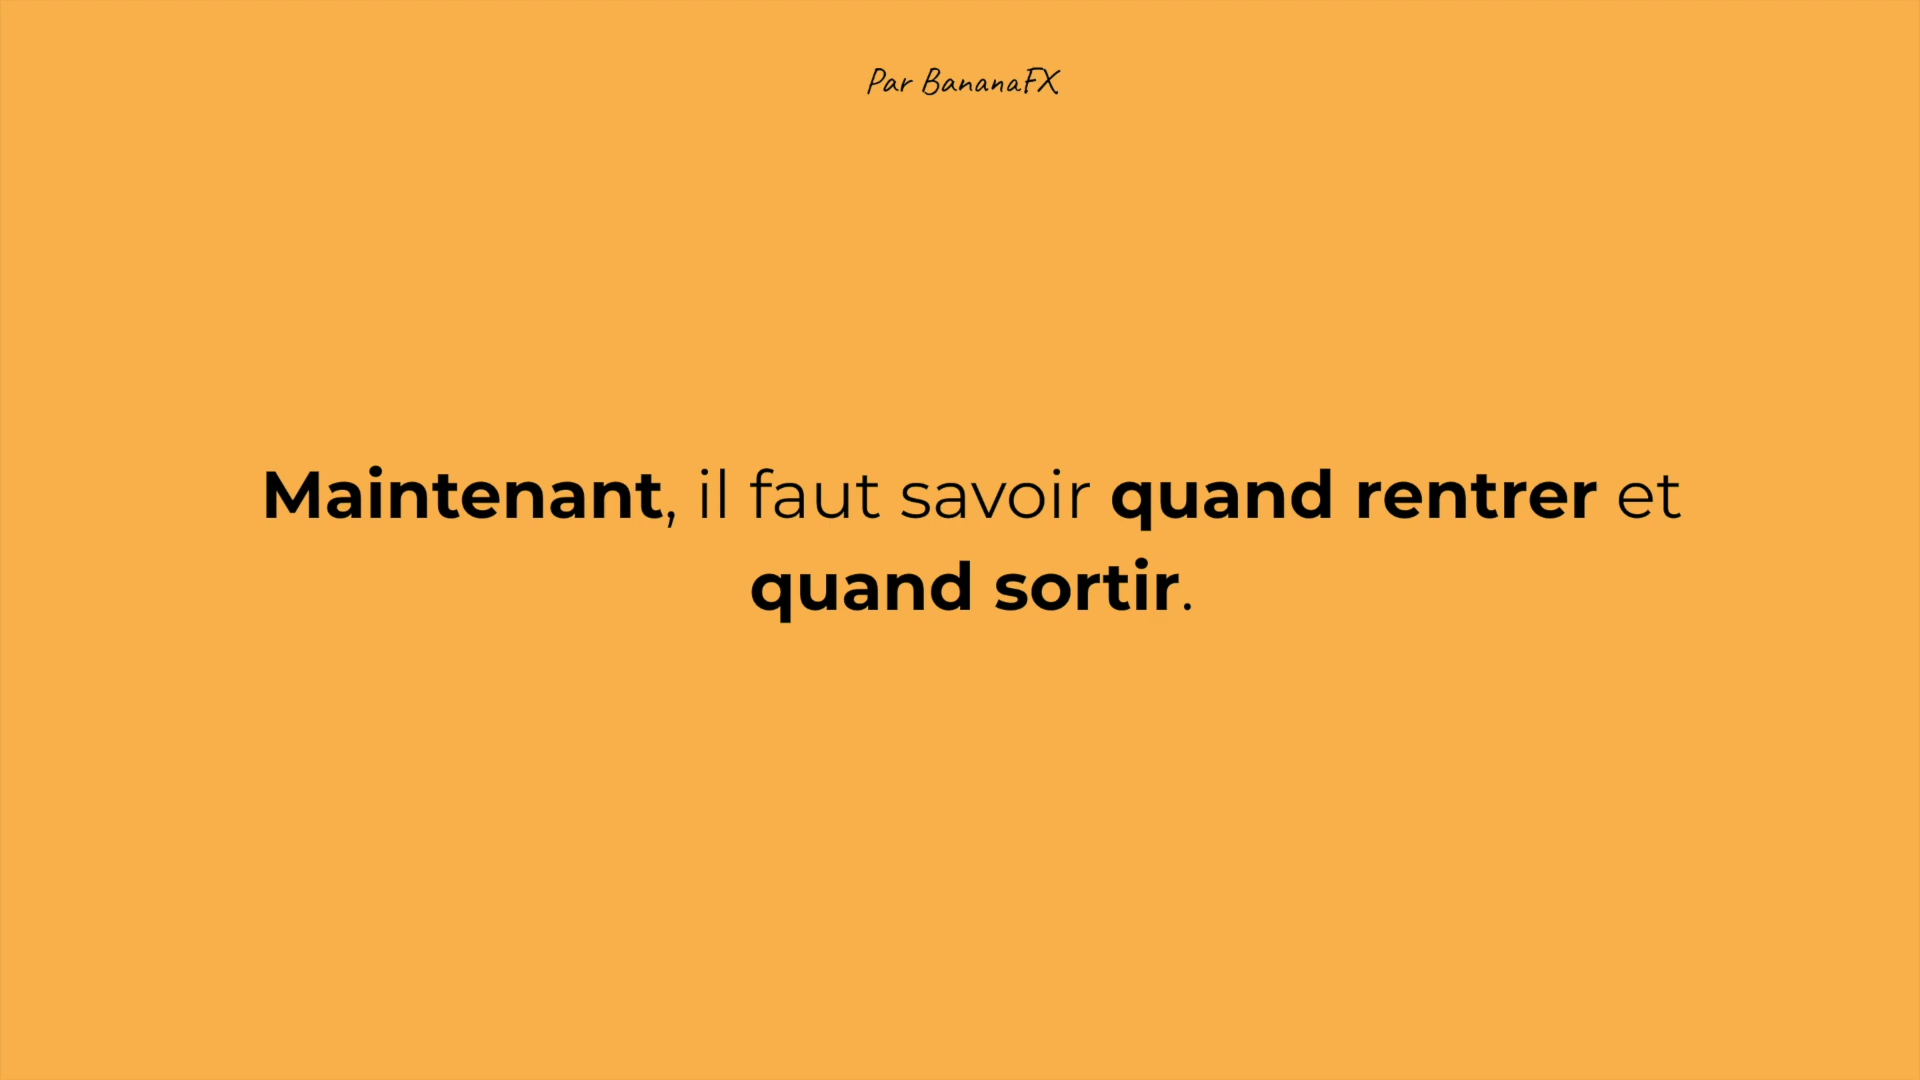 Par BananaFX
Maintenant, il faut savoir quand rentrer et
quand sortir.